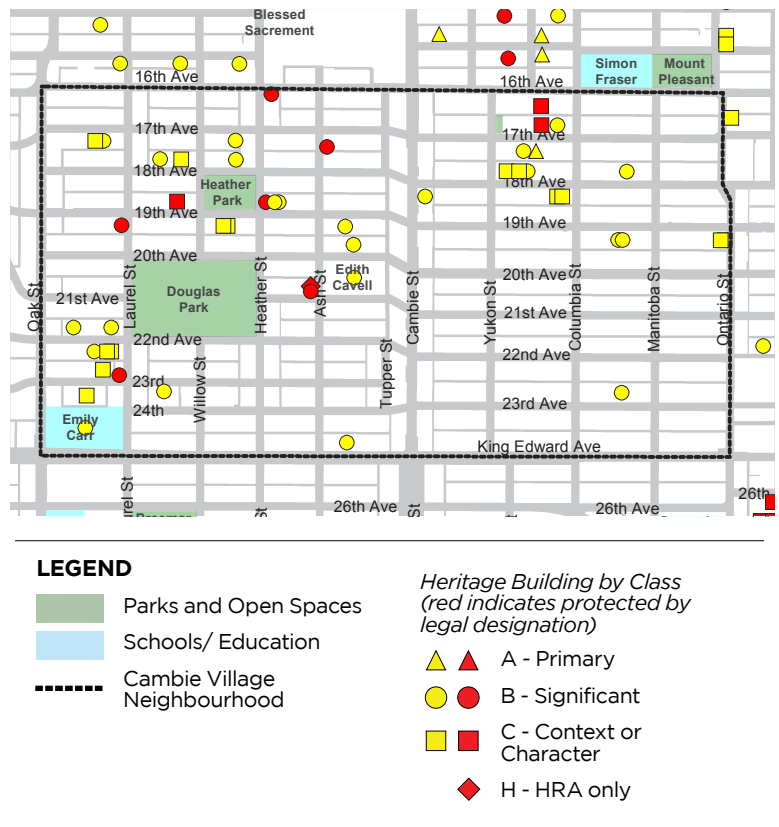 Blessed
Sacrement
16th Ave
16th Ave
Simon
Fraser
Mount
Pleasant
17th Ave
17th Ave
18th Ave
18th Ave
Heather
Park
19th Ave
19th Ave
20th Ave
20th Ave
Edith
Cavell
Oak St
Laurel St
Heather St
Ash St
Cambie St
Yukon St
Columbia St
Manitoba St
Ontario St
21st Ave
21st Ave
Douglas
Park
22nd Ave
22nd Ave
Willow St
Tupper St
23rd
23rd Ave
24th
Emily
Carr
King Edward Ave
rel St
St
St
26th Ave
26th Ave
26th
Braemar
LEGEND
Parks and Open Spaces
Schools/ Education
Cambie Village
Neighbourhood
Heritage Building by Class
(red indicates protected by
legal designation)
A - Primary
B - Significant
C - Context or
Character
H - HRA only